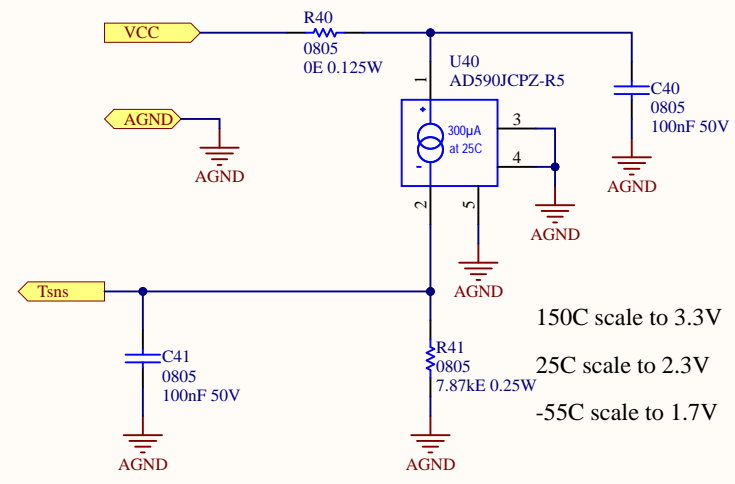 R40
VCC
0805
0E 0.125W
U40
AD590JCPZ-R5
1
C40
0805
100nF 50V
AGND
+
300µA
at 25C
-
3
4
AGND
AGND
2
5
AGND
AGND
Tsns
150C scale to 3.3V
C41
0805
100nF 50V
R41
0805
7.87kE 0.25W
25C scale to 2.3V
-55C scale to 1.7V
AGND
AGND